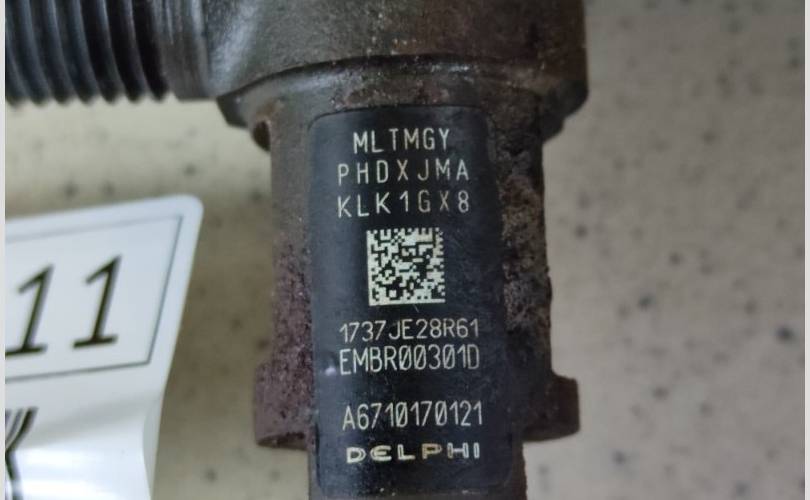 MLTMGY
PHDXJMA
KLK1GX8
1737JE28R61
EMBR00301D
A6710170121
DELPHI
11